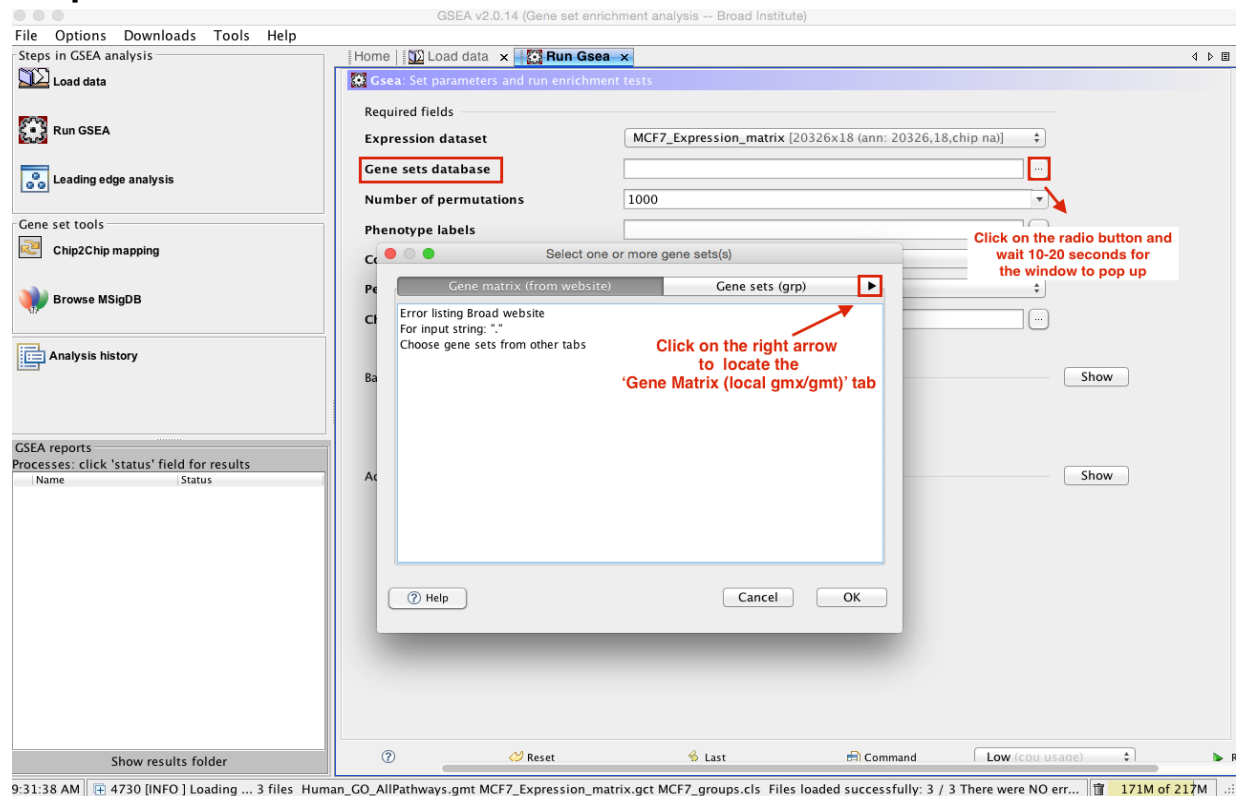 GSEA v2.0.14 (Gene set enrichment analysis -- Broad Institute)
File Options Downloads Tools Help
Steps in GSEA analysis
Load data
Run GSEA
Leading edge analysis
Gene set tools
Chip2Chip mapping
Browse MSigDB
Analysis history
GSEA reports
Processes: click 'status' field for results
Name Status
Show results folder
Home Load data x Run Gsea x
Gsea: Set parameters and run enrichment tests
Required fields
Expression dataset MCF7_Expression_matrix [20326x18 (ann: 20326,18,chip na)]
Gene sets database ...
Number of permutations 1000
Phenotype labels
Click on the radio button and
wait 10-20 seconds for
the window to pop up
Select one or more gene sets(s)
Gene matrix (from website) Gene sets (grp)
Error listing Broad website
For input string: "."
Choose gene sets from other tabs
Click on the right arrow
to locate the
‘Gene Matrix (local gmx/gmt)’ tab
Help Cancel OK
...
Show
Show
Reset Last Command Low (cpu usage)
9:31:38 AM 4730 [INFO ] Loading ... 3 files Human_GO_AllPathways.gmt MCF7_Expression_matrix.gct MCF7_groups.cls Files loaded successfully: 3 / 3 There were NO err... 171M of 217M